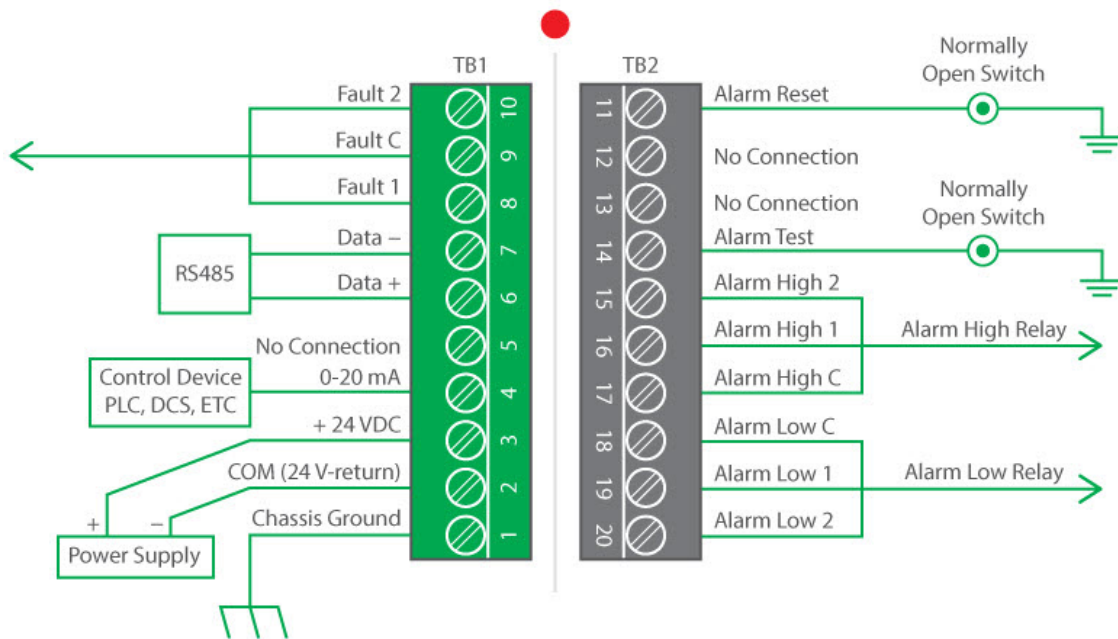 TB1
Fault 2
10
Fault C
9
Fault 1
8
Data −
7
RS485
Data +
6
No Connection
5
0-20 mA
4
Control Device
PLC, DCS, ETC
+ 24 VDC
3
COM (24 V-return)
2
+ −
Power Supply
Chassis Ground
1
TB2
11
Alarm Reset
Normally
Open Switch
12
No Connection
13
No Connection
14
Alarm Test
Normally
Open Switch
15
Alarm High 2
16
Alarm High 1
Alarm High Relay
17
Alarm High C
18
Alarm Low C
19
Alarm Low 1
Alarm Low Relay
20
Alarm Low 2